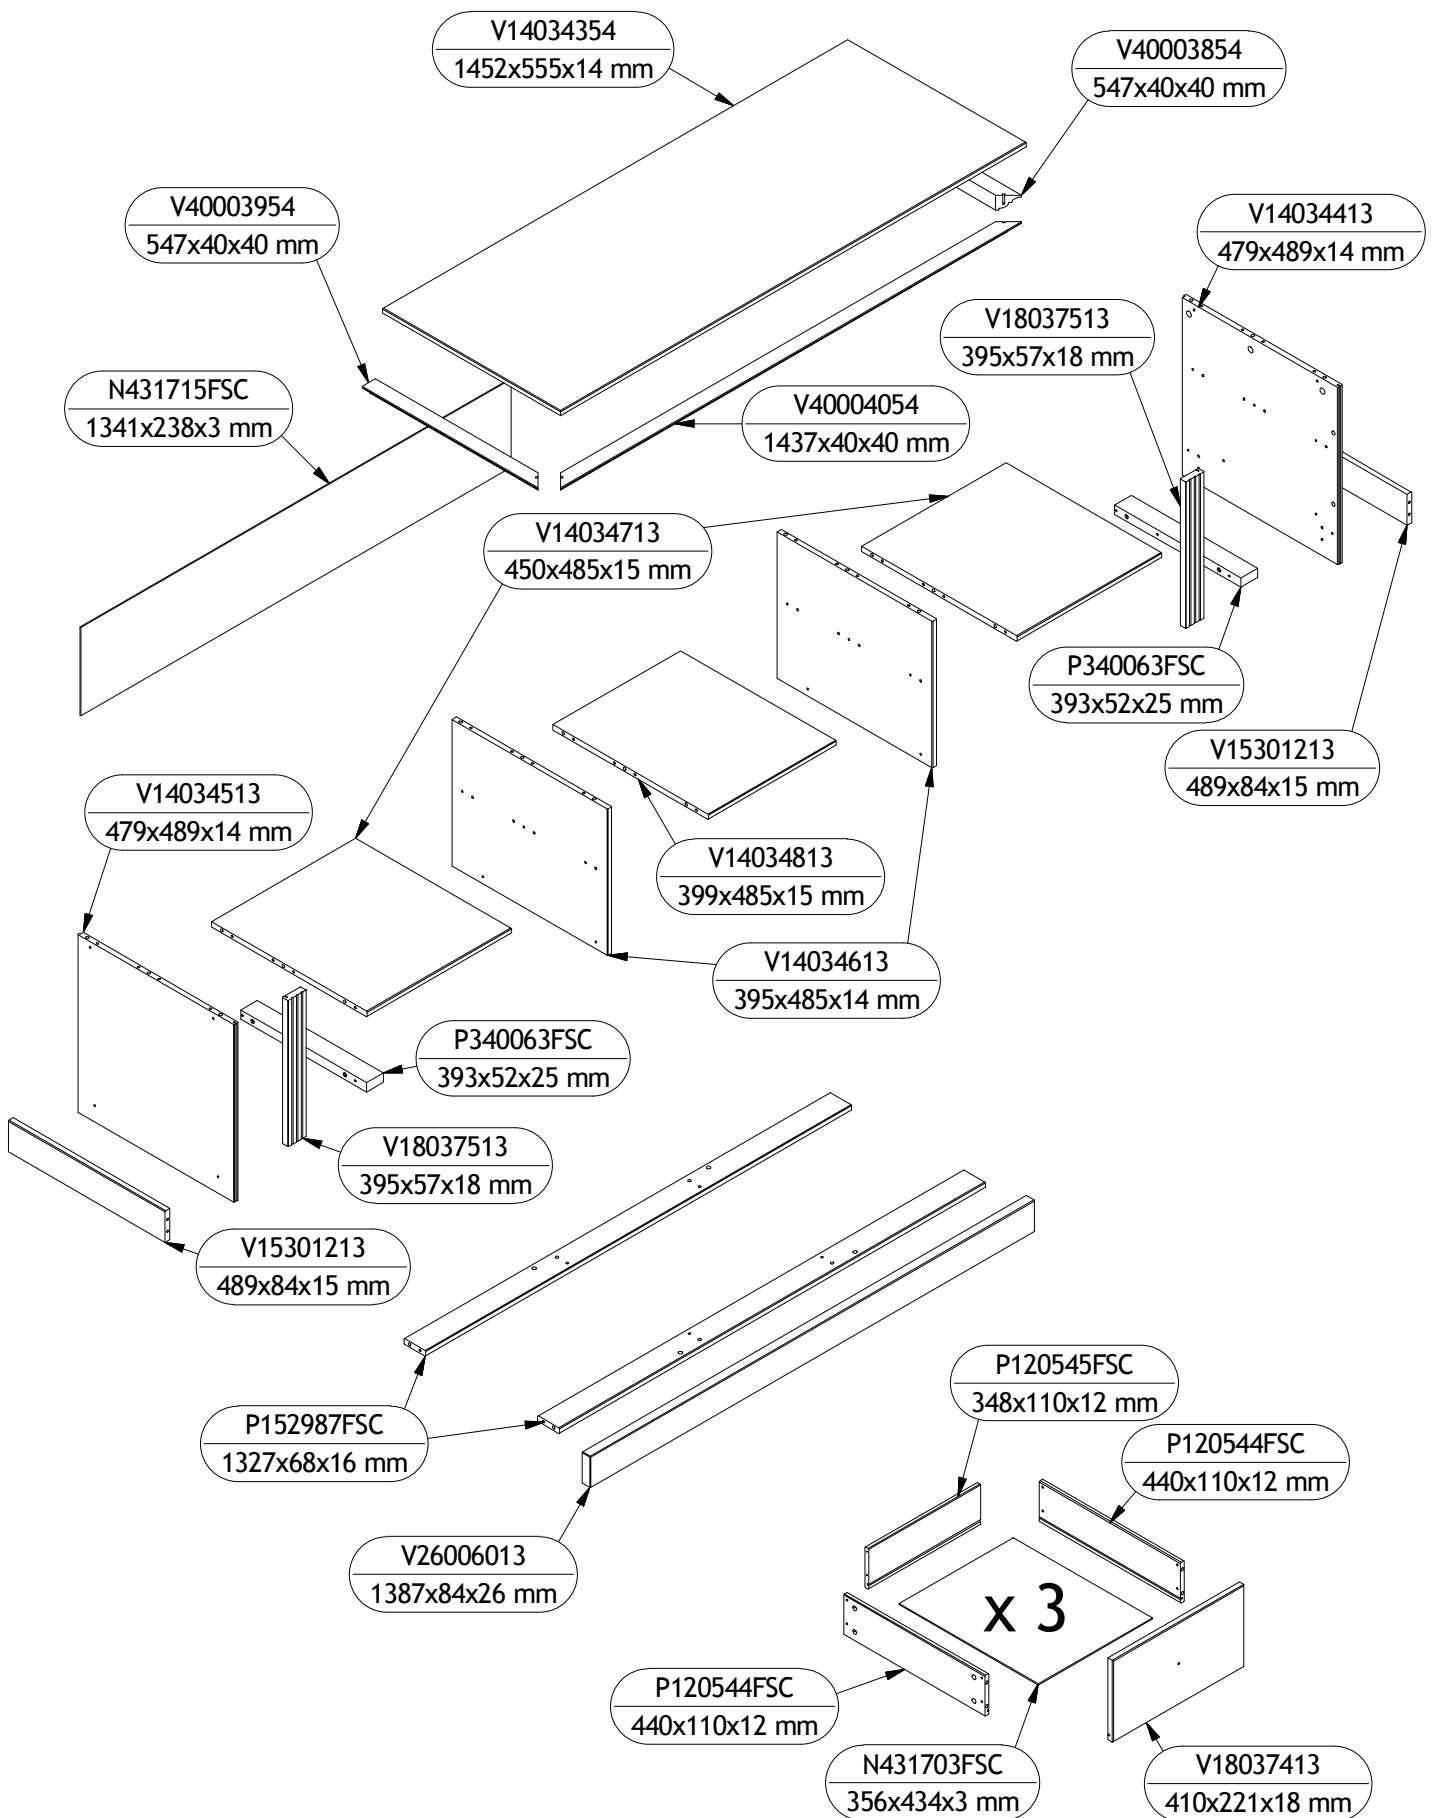 V14034354
1452x555x14 mm
V40003854
547x40x40 mm
V40003954
547x40x40 mm
V14034413
479x489x14 mm
V18037513
395x57x18 mm
N431715FSC
1341x238x3 mm
V40004054
1437x40x40 mm
V14034713
450x485x15 mm
P340063FSC
393x52x25 mm
V15301213
489x84x15 mm
V14034513
479x489x14 mm
V14034813
399x485x15 mm
V14034613
395x485x14 mm
P340063FSC
393x52x25 mm
V18037513
395x57x18 mm
V15301213
489x84x15 mm
P120545FSC
348x110x12 mm
P152987FSC
1327x68x16 mm
P120544FSC
440x110x12 mm
V26006013
1387x84x26 mm
x 3
P120544FSC
440x110x12 mm
N431703FSC
356x434x3 mm
V18037413
410x221x18 mm